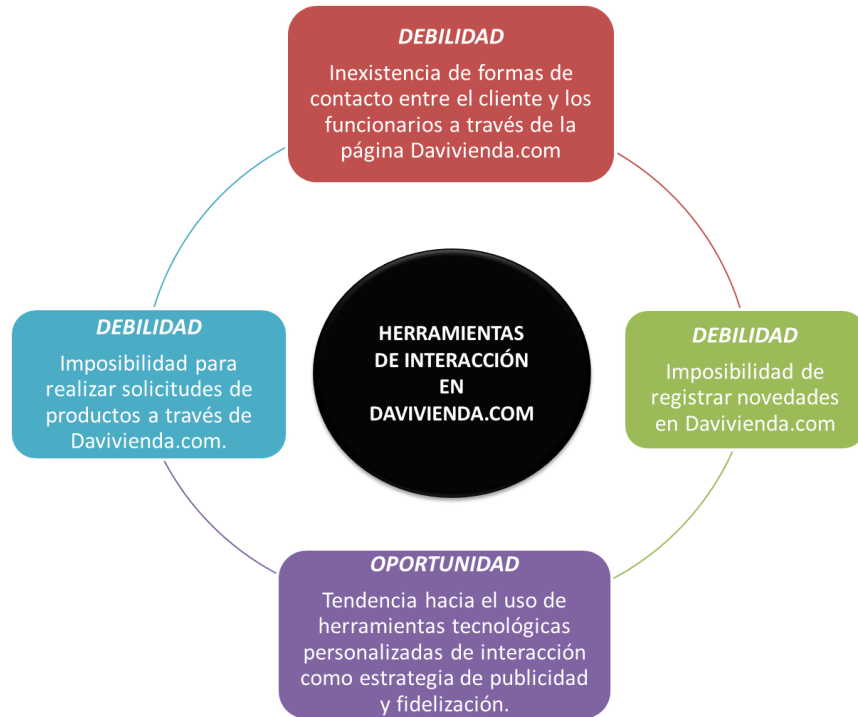 DEBILIDAD
Inexistencia de formas de
contacto entre el cliente y los
funcionarios a través de la
página Davivienda.com
DEBILIDAD
Imposibilidad para
realizar solicitudes de
productos a través de
Davivienda.com.
HERRAMIENTAS
DE INTERACCIÓN
EN
DAVIVIENDA.COM
DEBILIDAD
Imposibilidad de
registrar novedades
en Davivienda.com
OPORTUNIDAD
Tendencia hacia el uso de
herramientas tecnológicas
personalizadas de interacción
como estrategia de publicidad
y fidelización.